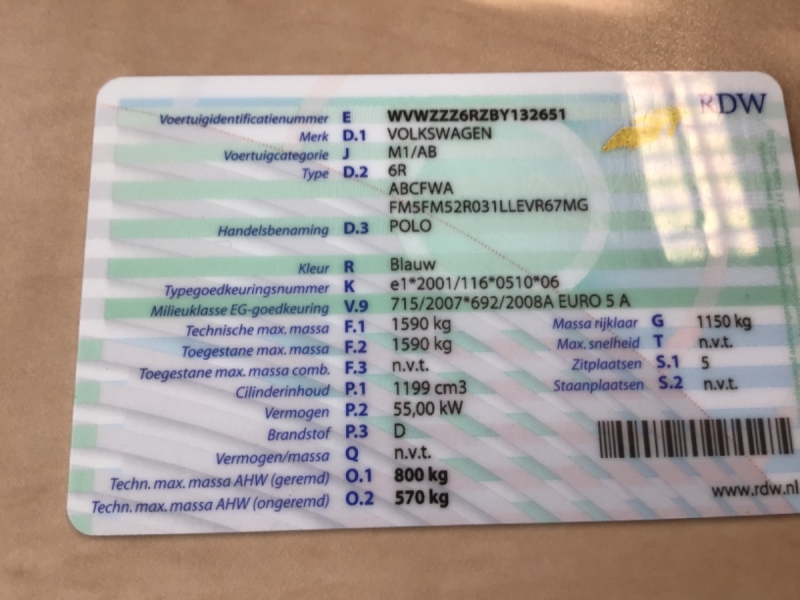 RDW
Voertuigidentificatienummer E WVWZZZ6RZBY132651
Merk D.1 VOLKSWAGEN
Voertuigcategorie J M1/AB
Type D.2 6R
ABCFWA
FM5FM52R031LLEVR67MG
Handelsbenaming D.3 POLO
Kleur R Blauw
Typegoedkeuringsnummer K e1*2001/116*0510*06
Milieuklasse EG-goedkeuring V.9 715/2007*692/2008A EURO 5 A
Technische max. massa F.1 1590 kg Massa rijklaar G 1150 kg
Toegestane max. massa F.2 1590 kg Max. snelheid T n.v.t.
Toegestane max. massa comb. F.3 n.v.t. Zitplaatsen S.1 5
Cilinderinhoud P.1 1199 cm3 Staanplaatsen S.2 n.v.t.
Vermogen P.2 55,00 kW
Brandstof P.3 D
Vermogen/massa Q n.v.t.
Techn. max. massa AHW (geremd) O.1 800 kg
Techn. max. massa AHW (ongeremd) O.2 570 kg
www.rdw.nl